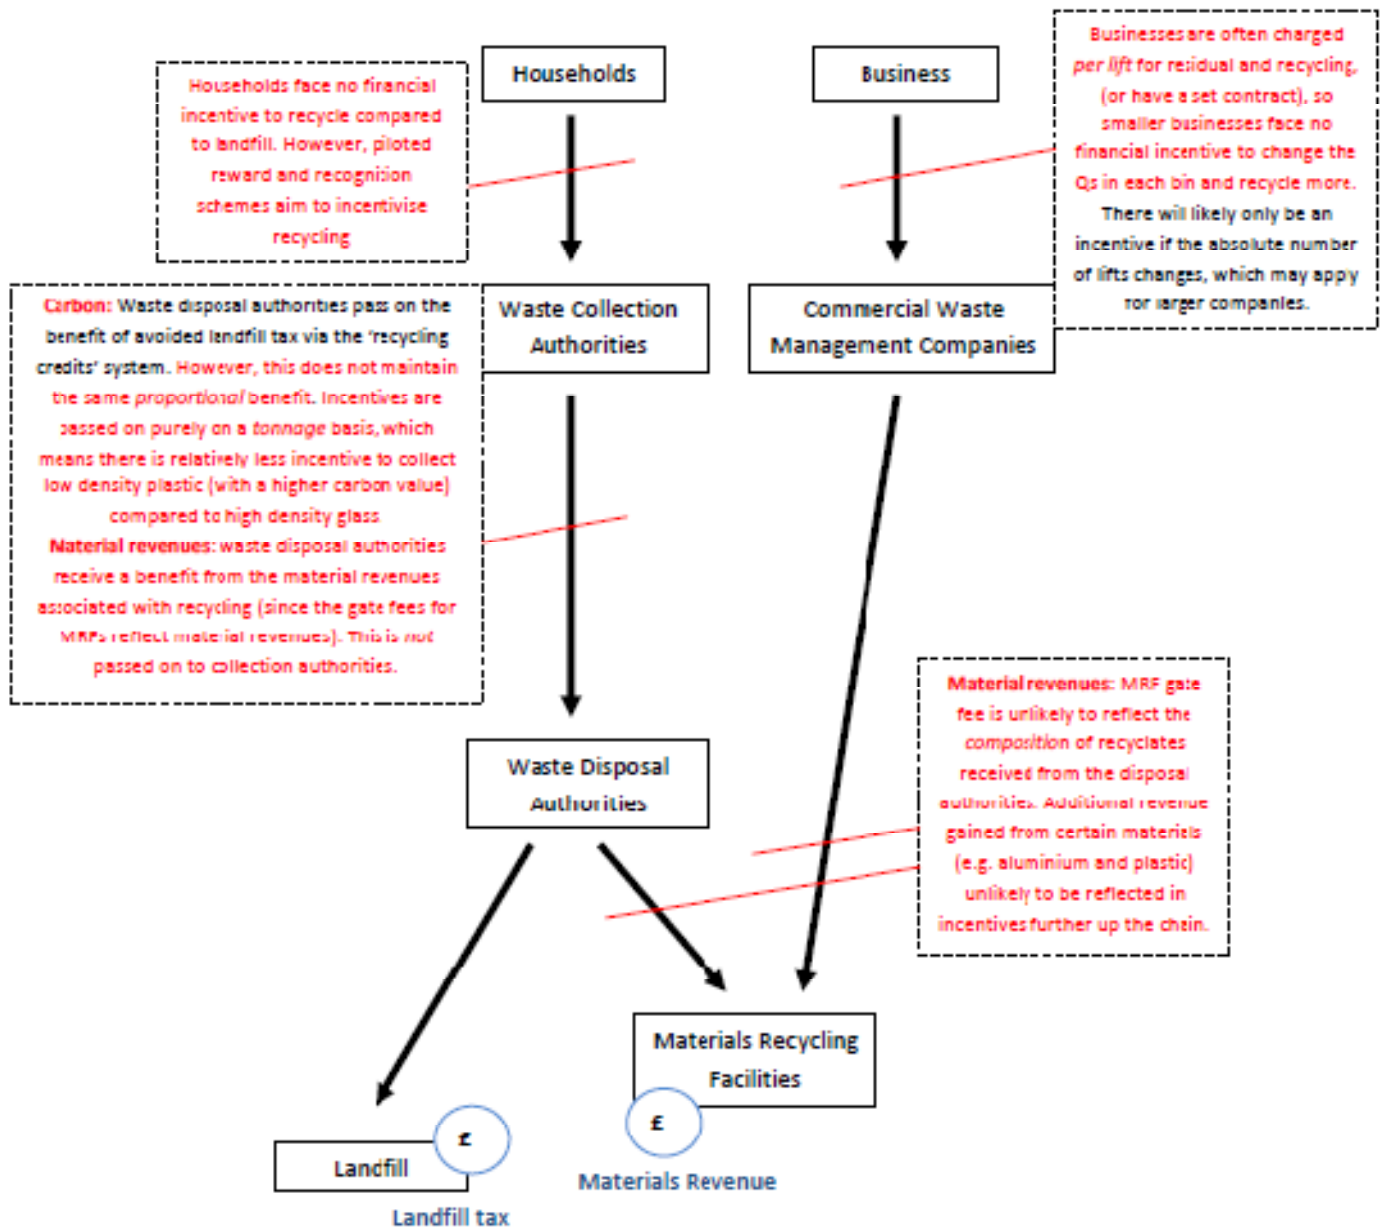 Households
Business
Households face no financial
incentive to recycle compared
to landfill. However, piloted
reward and recognition
schemes aim to incentivise
recycling
Businesses are often charged
per lift for residual and recycling,
(or have a set contract), so
smaller businesses face no
financial incentive to change the
Qs in each bin and recycle more.
There will likely only be an
incentive if the absolute number
of lifts changes, which may apply
for larger companies.
Carbon: Waste disposal authorities pass on the
benefit of avoided landfill tax via the 'recycling
credits' system. However, this does not maintain
the same proportional benefit. Incentives are
passed on purely on a tonnage basis, which
means there is relatively less incentive to collect
low density plastic (with a higher carbon value)
compared to high density glass
Material revenues: waste disposal authorities
receive a benefit from the material revenues
associated with recycling (since the gate fees for
MRFs reflect material revenues). This is not
passed on to collection authorities.
Waste Collection
Authorities
Commercial Waste
Management Companies
Material revenues: MRF gate
fee is unlikely to reflect the
composition of recyclates
received from the disposal
authorities. Additional revenue
gained from certain materials
(e.g. aluminium and plastic)
unlikely to be reflected in
incentives further up the chain.
Waste Disposal
Authorities
Materials Recycling
Facilities
£
Materials Revenue
Landfill
£
Landfill tax